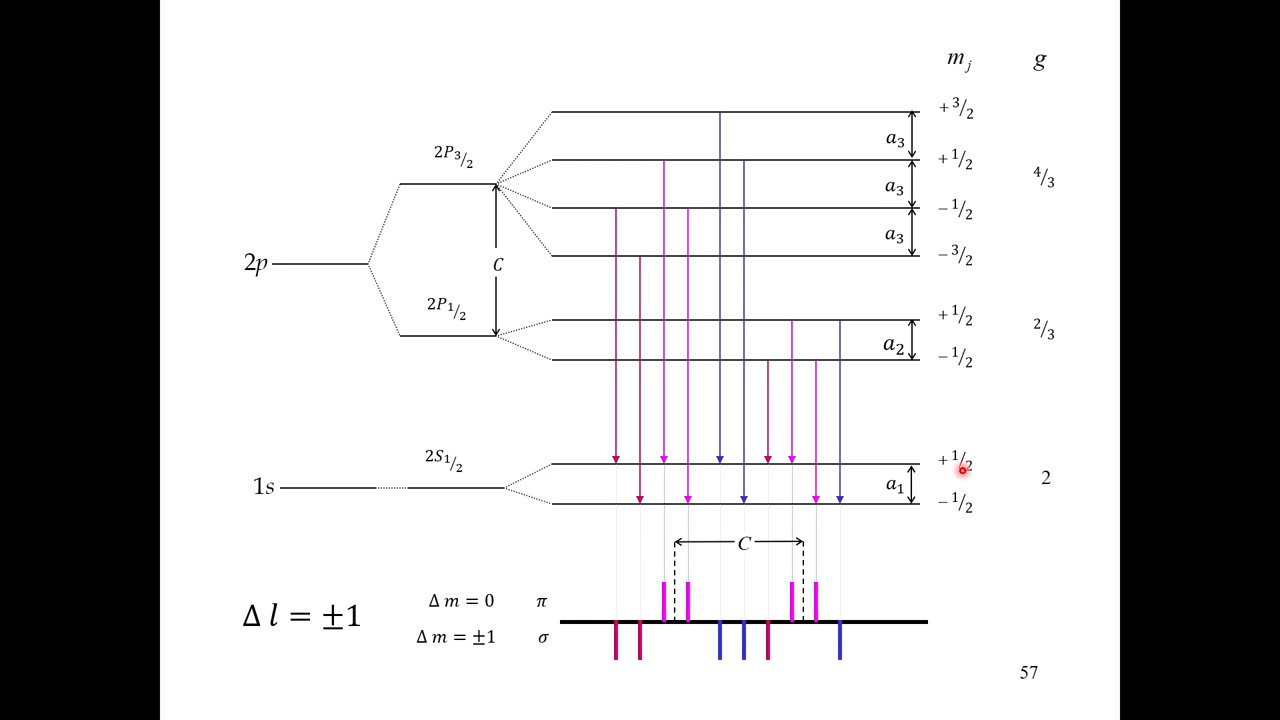 m_j g
+ 3/2
2P_3/2 a_3
+ 1/2
4/3
a_3
− 1/2
a_3
2p C − 3/2
2P_1/2 + 1/2
2/3
a_2
− 1/2
2S_1/2 + 1/2
1s a_1 2
− 1/2
C
Δ m = 0 π
Δ l = ±1
Δ m = ±1 σ
57